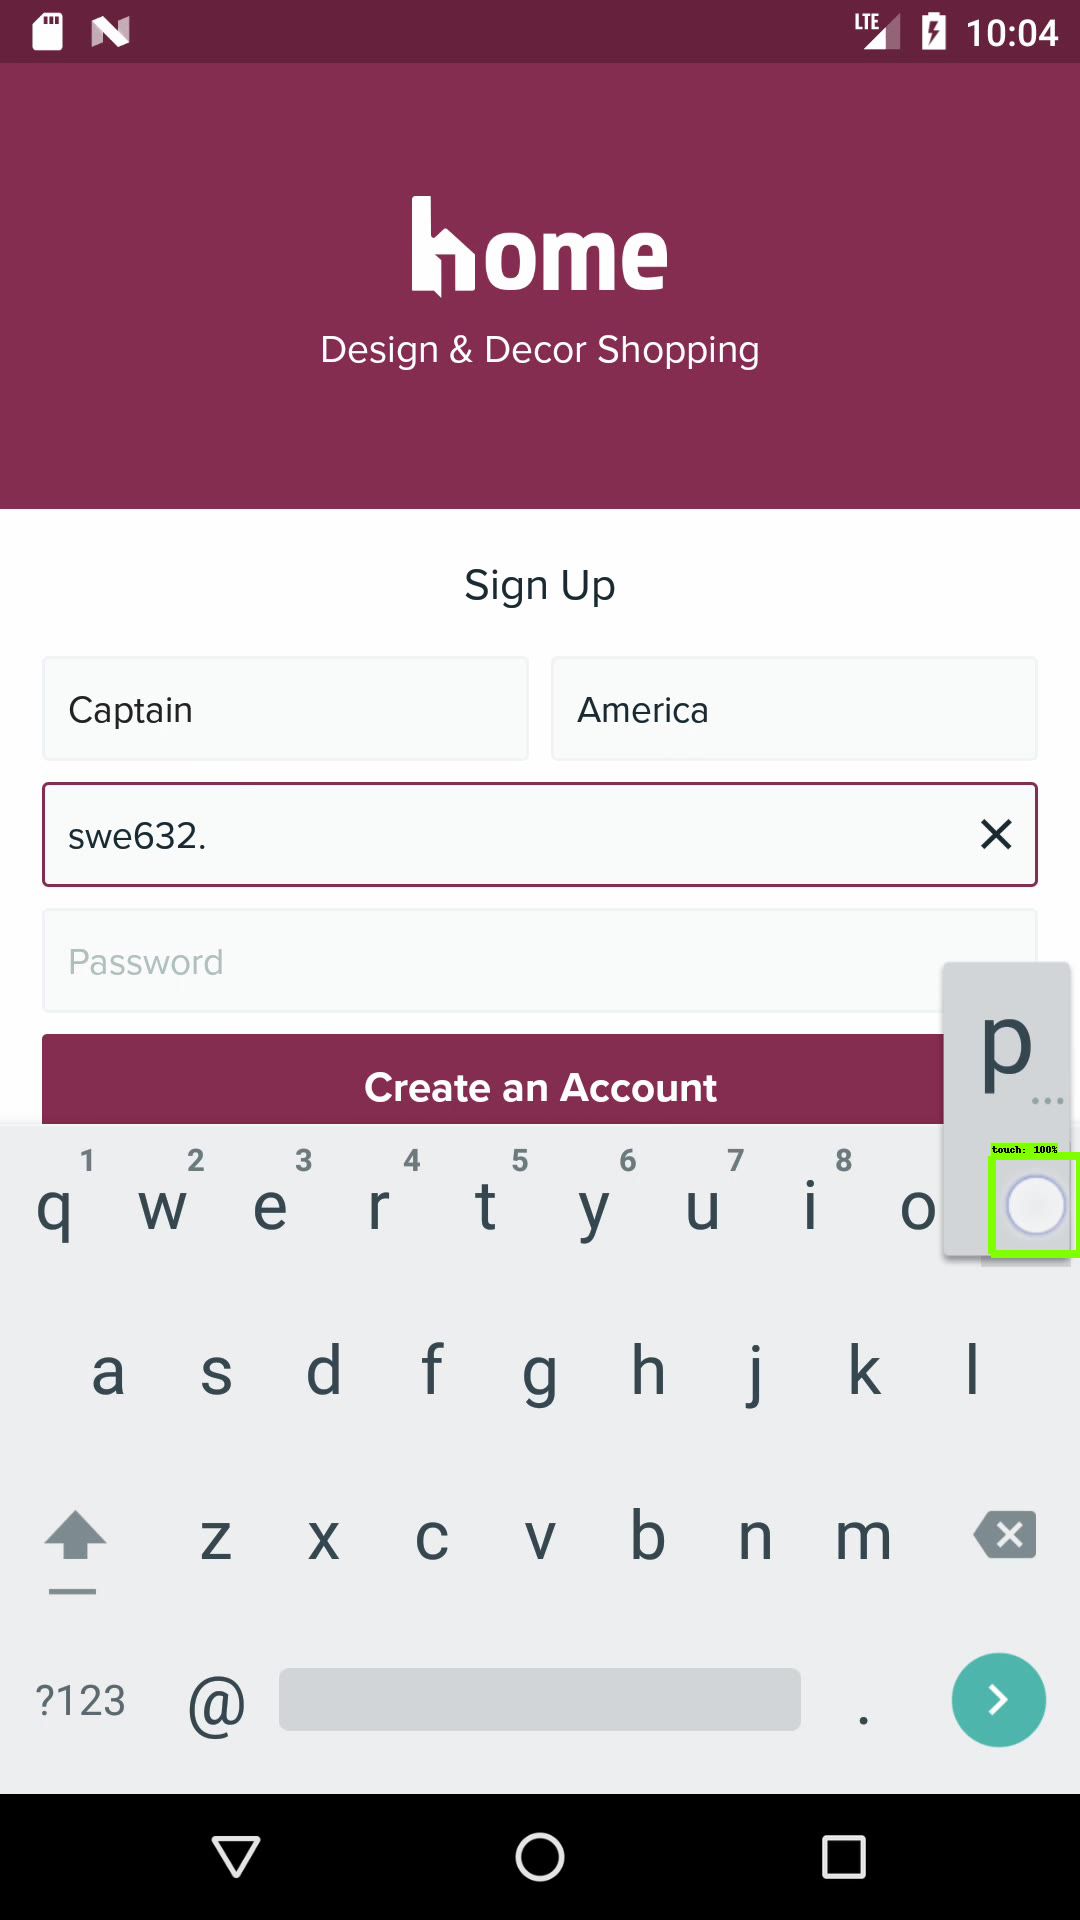 LTE 10:04
home
Design & Decor Shopping
Sign Up
Captain America
swe632.
Password
Create an Account
p
...
touch: 100%
1 2 3 4 5 6 7 8
q w e r t y u i o
a s d f g h j k l
z x c v b n m
?123 @ .